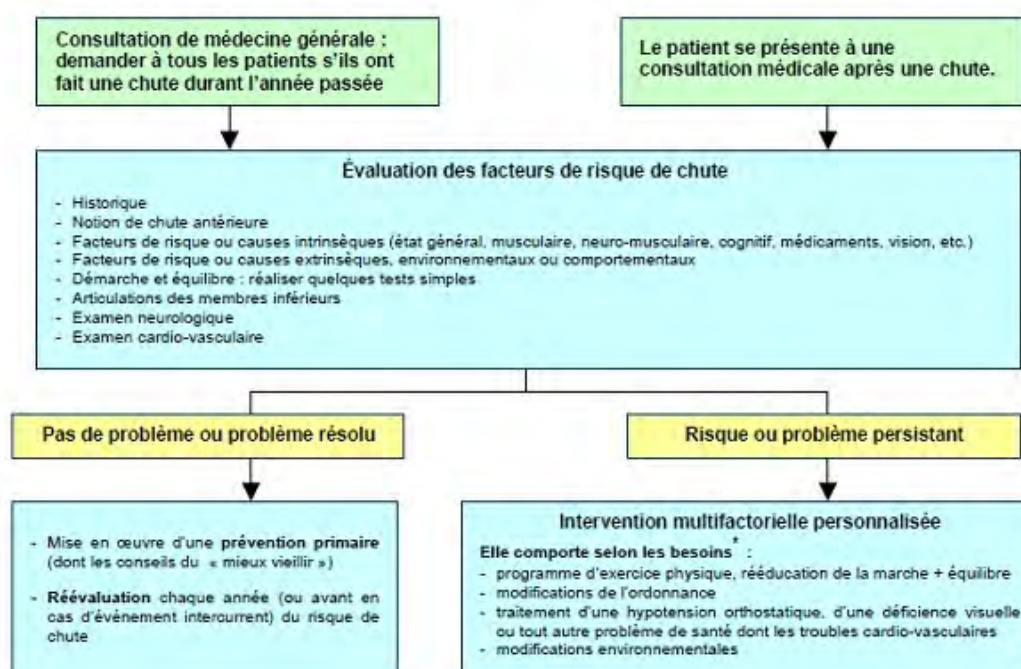 Consultation de médecine générale :
demander à tous les patients s'ils ont
fait une chute durant l'année passée
Le patient se présente à une
consultation médicale après une chute.
Évaluation des facteurs de risque de chute
- Historique
- Notion de chute antérieure
- Facteurs de risque ou causes intrinsèques (état général, musculaire, neuro-musculaire, cognitif, médicaments, vision, etc.)
- Facteurs de risque ou causes extrinsèques, environnementaux ou comportementaux
- Démarche et équilibre : réaliser quelques tests simples
- Articulations des membres inférieurs
- Examen neurologique
- Examen cardio-vasculaire
Pas de problème ou problème résolu
Risque ou problème persistant
- Mise en œuvre d'une prévention primaire
(dont les conseils du « mieux vieillir »)
- Réévaluation chaque année (ou avant en
cas d'événement intercurrent) du risque de
chute
Intervention multifactorielle personnalisée
Elle comporte selon les besoins* :
- programme d'exercice physique, rééducation de la marche + équilibre
- modifications de l'ordonnance
- traitement d'une hypotension orthostatique, d'une déficience visuelle
ou tout autre problème de santé dont les troubles cardio-vasculaires
- modifications environnementales